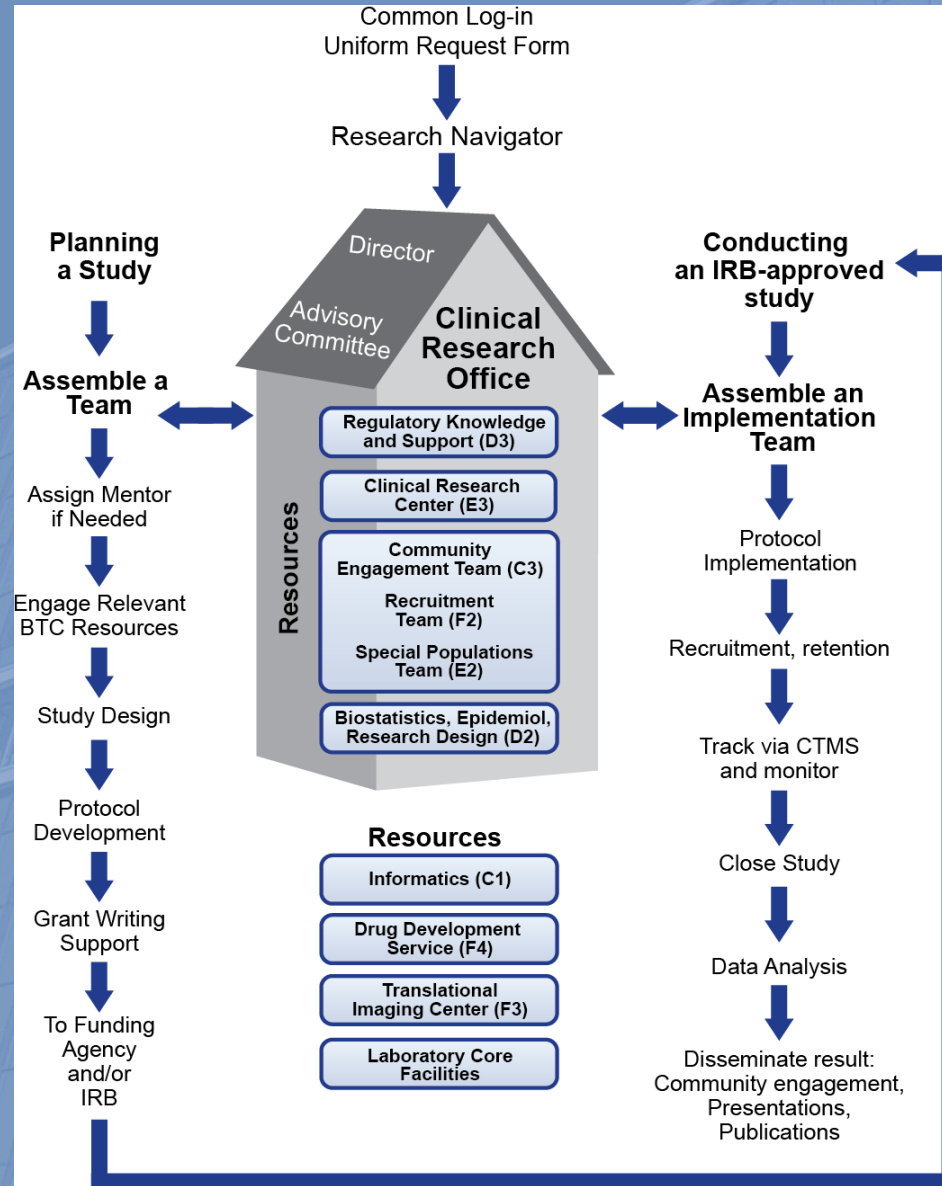 Common Log-in
Uniform Request Form
Research Navigator
Planning
a Study
Assemble a
Team
Assign Mentor
if Needed
Engage Relevant
BTC Resources
Study Design
Protocol
Development
Grant Writing
Support
To Funding
Agency
and/or
IRB
Director
Advisory
Committee
Clinical
Research
Office
Resources
Regulatory Knowledge
and Support (D3)
Clinical Research
Center (E3)
Community
Engagement Team (C3)
Recruitment
Team (F2)
Special Populations
Team (E2)
Biostatistics, Epidemiol,
Research Design (D2)
Resources
Informatics (C1)
Drug Development
Service (F4)
Translational
Imaging Center (F3)
Laboratory Core
Facilities
Conducting
an IRB-approved
study
Assemble an
Implementation
Team
Protocol
Implementation
Recruitment, retention
Track via CTMS
and monitor
Close Study
Data Analysis
Disseminate result:
Community engagement,
Presentations,
Publications